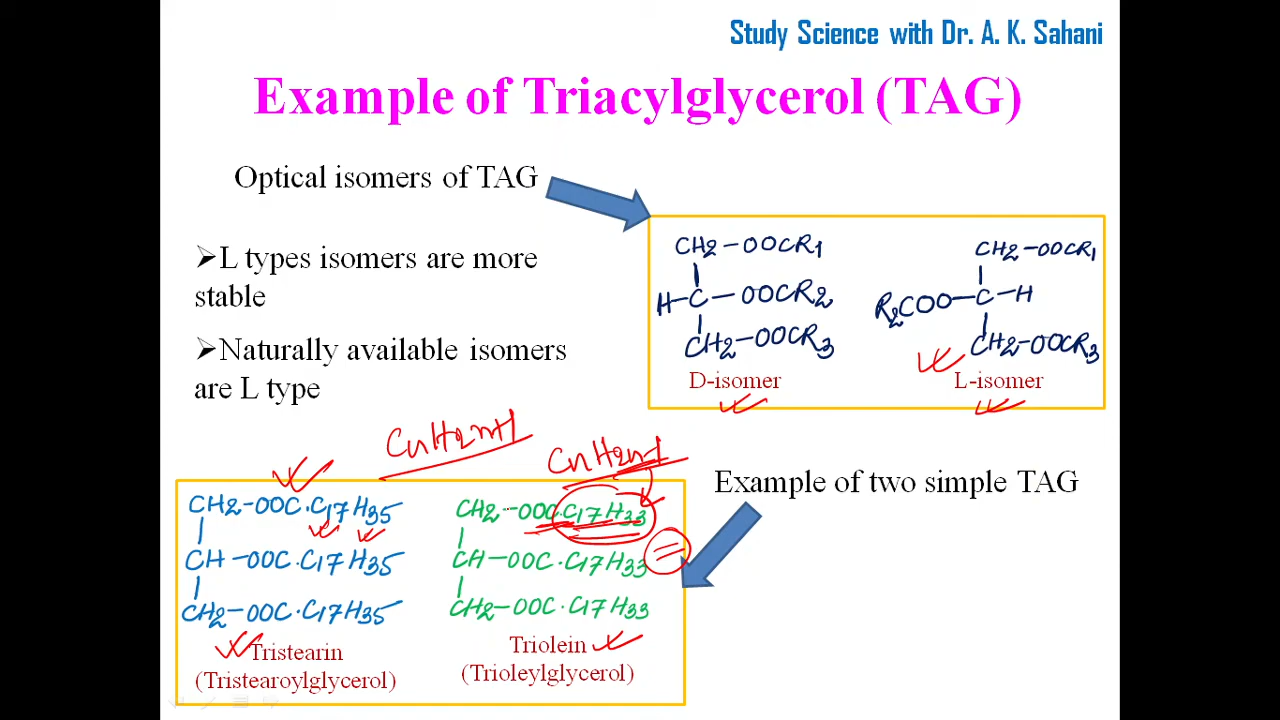 Study Science with Dr. A. K. Sahani
Example of Triacylglycerol (TAG)
Optical isomers of TAG
➢L types isomers are more
stable
➢Naturally available isomers
are L type
CH2-OOCR1
H-C-OOCR2
CH2-OOCR3
D-isomer
CH2-OOCR1
R2COO-C-H
CH2-OOCR3
L-isomer
CnH2n+1
CnH2n-1
Example of two simple TAG
CH2-OOC.C17H35
CH-OOC.C17H35
CH2-OOC.C17H35
Tristearin
(Tristearoylglycerol)
CH2-OOC.C17H33
CH-OOC.C17H33
=
CH2-OOC.C17H33
Triolein
(Trioleylglycerol)